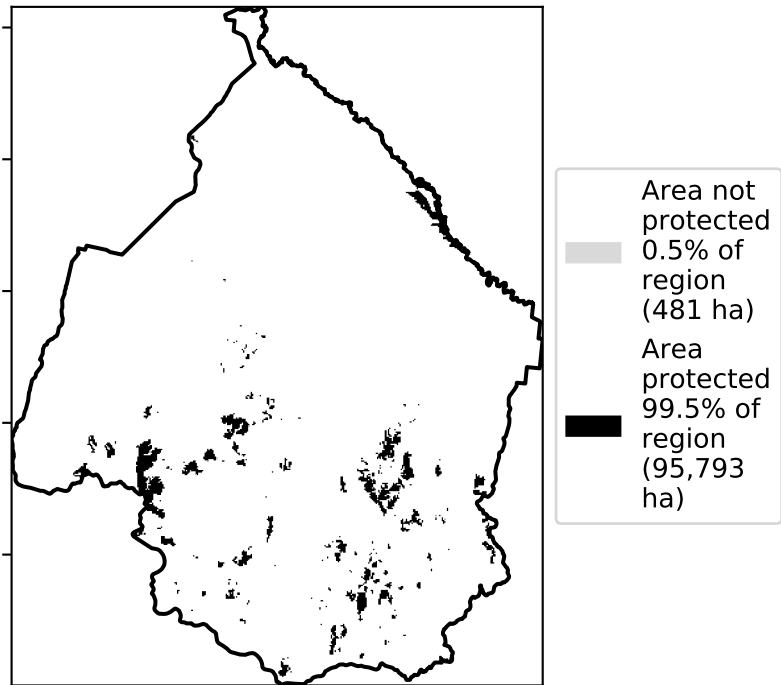 Area not
protected
0.5% of
region
(481 ha)
Area
protected
99.5% of
region
(95,793
ha)